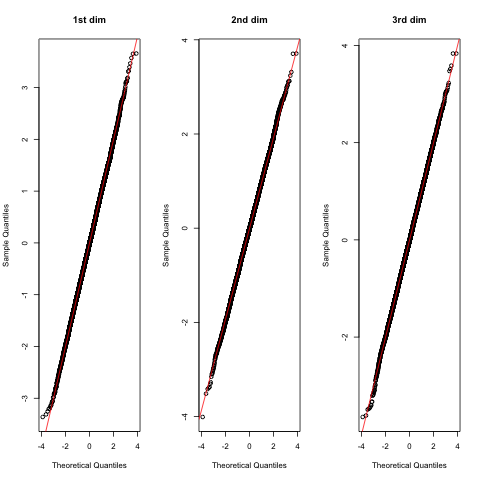 1st dim
2nd dim
3rd dim
Sample Quantiles
3
2
1
0
-1
-2
-3
-4 -2 0 2 4
Theoretical Quantiles
Sample Quantiles
4
2
0
-2
-4
-4 -2 0 2 4
Theoretical Quantiles
Sample Quantiles
4
2
0
-2
-4 -2 0 2 4
Theoretical Quantiles